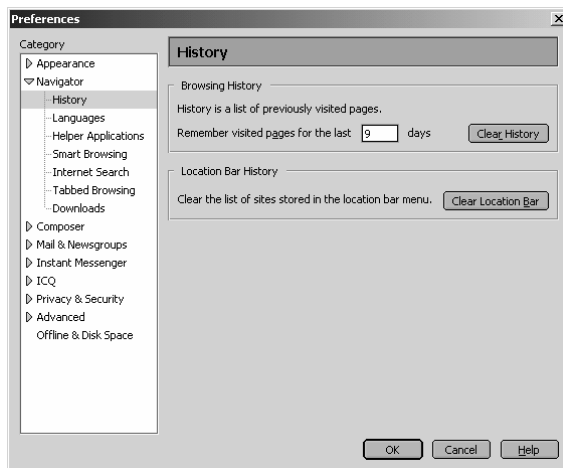 Preferences
Category
Appearance
Navigator
History
Languages
Helper Applications
Smart Browsing
Internet Search
Tabbed Browsing
Downloads
Composer
Mail & Newsgroups
Instant Messenger
ICQ
Privacy & Security
Advanced
Offline & Disk Space
History
Browsing History
History is a list of previously visited pages.
Remember visited pages for the last 9 days Clear History
Location Bar History
Clear the list of sites stored in the location bar menu. Clear Location Bar
OK Cancel Help